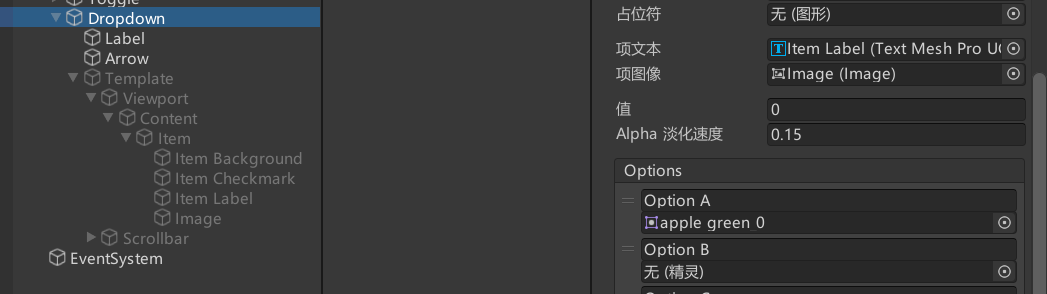 Toggle
Dropdown
Label
Arrow
Template
Viewport
Content
Item
Item Background
Item Checkmark
Item Label
Image
Scrollbar
EventSystem
占位符 无 (图形)
项文本 Item Label (Text Mesh Pro U
项图像 Image (Image)
值 0
Alpha 淡化速度 0.15
Options
Option A
apple green 0
Option B
无 (精灵)